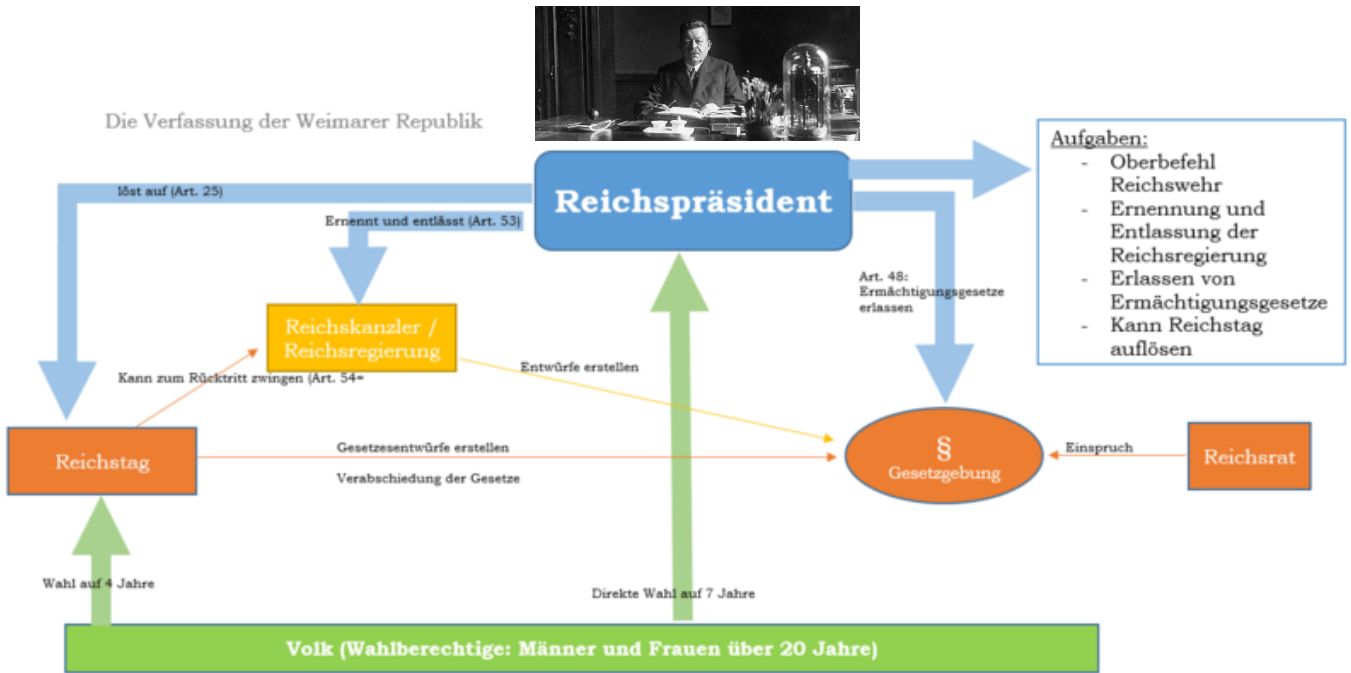 Die Verfassung der Weimarer Republik
Reichspräsident
löst auf (Art. 25)
Ernennt und entlässt (Art. 53)
Aufgaben:
- Oberbefehl
Reichswehr
- Ernennung und
Entlassung der
Reichsregierung
- Erlassen von
Ermächtigungsgesetze
- Kann Reichstag
auflösen
Art. 48:
Ermächtigungsgesetze
erlassen
Reichskanzler /
Reichsregierung
Kann zum Rücktritt zwingen (Art. 54=
Entwürfe erstellen
Reichstag
Gesetzesentwürfe erstellen
Verabschiedung der Gesetze
§
Gesetzgebung
Einspruch
Reichsrat
Wahl auf 4 Jahre
Direkte Wahl auf 7 Jahre
Volk (Wahlberechtige: Männer und Frauen über 20 Jahre)